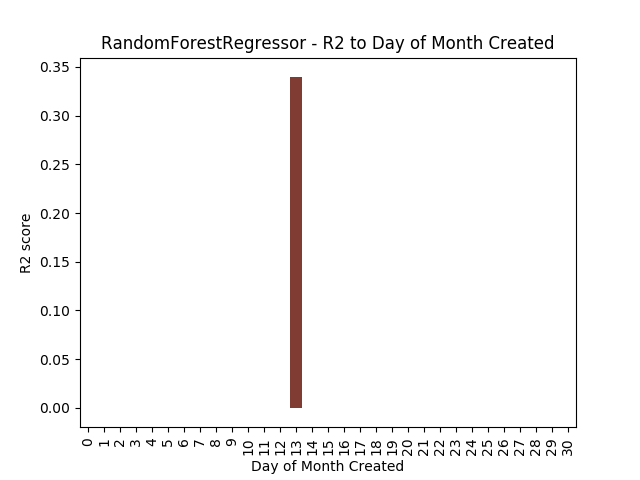 RandomForestRegressor - R2 to Day of Month Created
0.35
0.30
0.25
0.20
0.15
0.10
0.05
0.00
R2 score
0 1 2 3 4 5 6 7 8 9 10 11 12 13 14 15 16 17 18 19 20 21 22 23 24 25 26 27 28 29 30
Day of Month Created